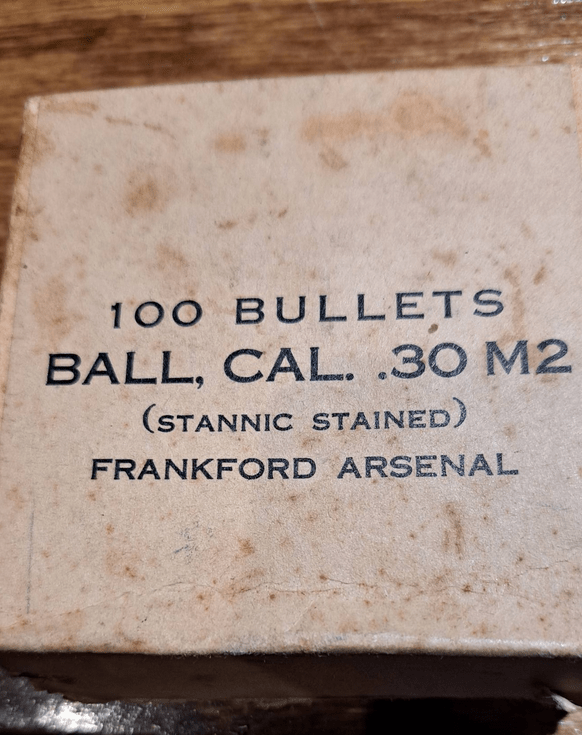 100 BULLETS
BALL, CAL. .30 M2
(STANNIC STAINED)
FRANKFORD ARSENAL